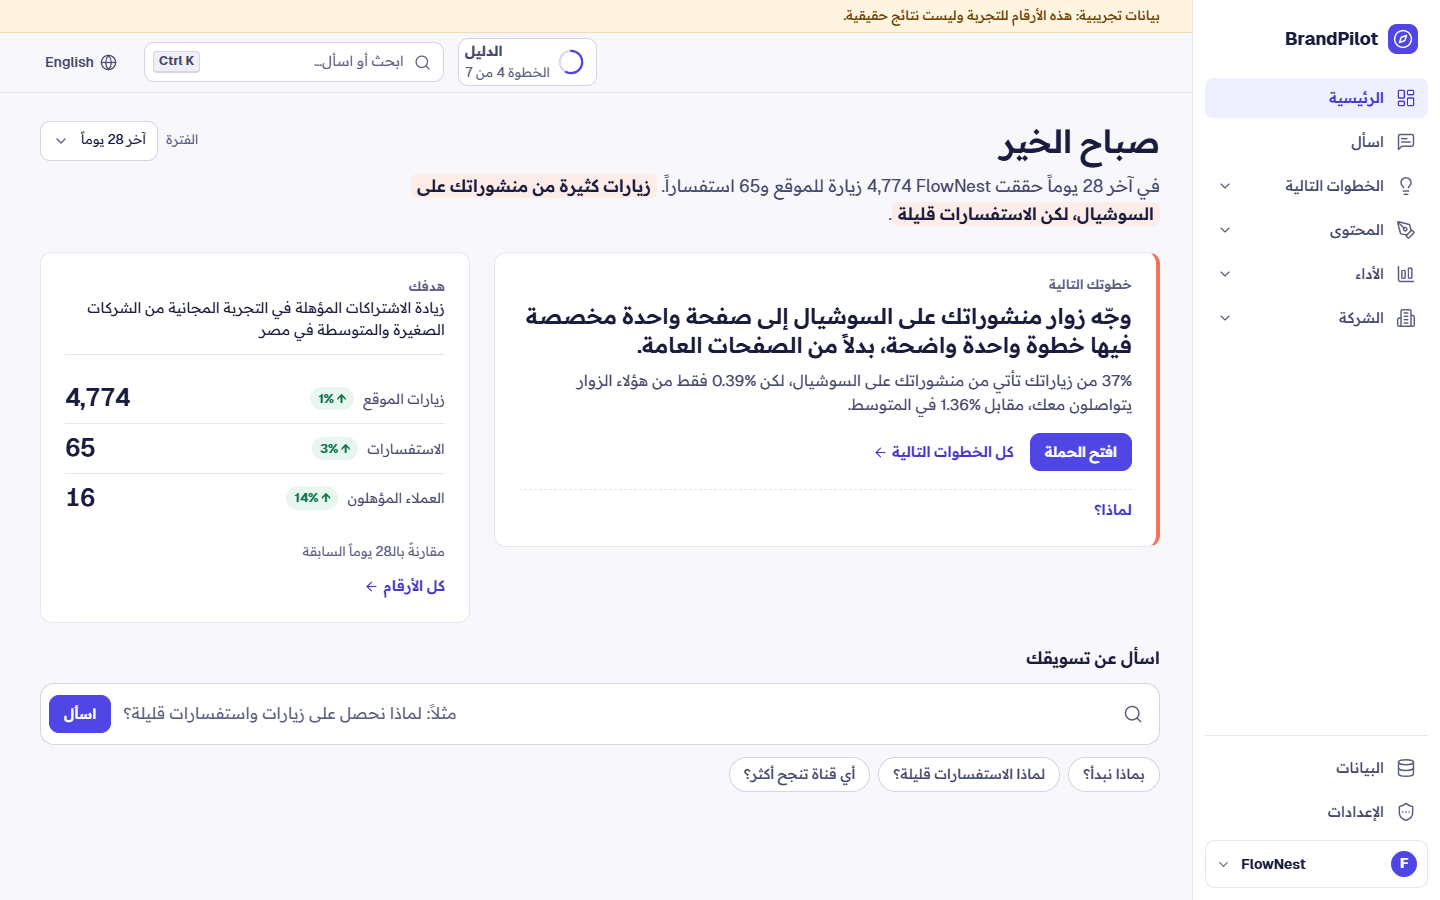 بيانات تجريبية: هذه الأرقام للتجربة وليست نتائج حقيقية.
BrandPilot
الرئيسية
اسأل
الخطوات التالية
المحتوى
الأداء
الشركة
البيانات
الإعدادات
F FlowNest
الدليل
الخطوة 4 من 7
ابحث أو اسأل...
Ctrl K
English
صباح الخير
الفترة
آخر 28 يوماً
في آخر 28 يوماً حققت FlowNest 4,774 زيارة للموقع و65 استفساراً. زيارات كثيرة من منشوراتك على
السوشيال، لكن الاستفسارات قليلة.
خطوتك التالية
وجّه زوار منشوراتك على السوشيال إلى صفحة واحدة مخصصة
فيها خطوة واحدة واضحة، بدلاً من الصفحات العامة.
37% من زياراتك تأتي من منشوراتك على السوشيال، لكن 0.39% فقط من هؤلاء الزوار
يتواصلون معك، مقابل 1.36% في المتوسط.
افتح الحملة
كل الخطوات التالية ←
لماذا؟
هدفك
زيادة الاشتراكات المؤهلة في التجربة المجانية من الشركات
الصغيرة والمتوسطة في مصر
زيارات الموقع ↑ 1% 4,774
الاستفسارات ↑ 3% 65
العملاء المؤهلون ↑ 14% 16
مقارنةً بالـ28 يوماً السابقة
كل الأرقام ←
اسأل عن تسويقك
مثلاً: لماذا نحصل على زيارات واستفسارات قليلة؟
اسأل
بماذا نبدأ؟
لماذا الاستفسارات قليلة؟
أي قناة تنجح أكثر؟